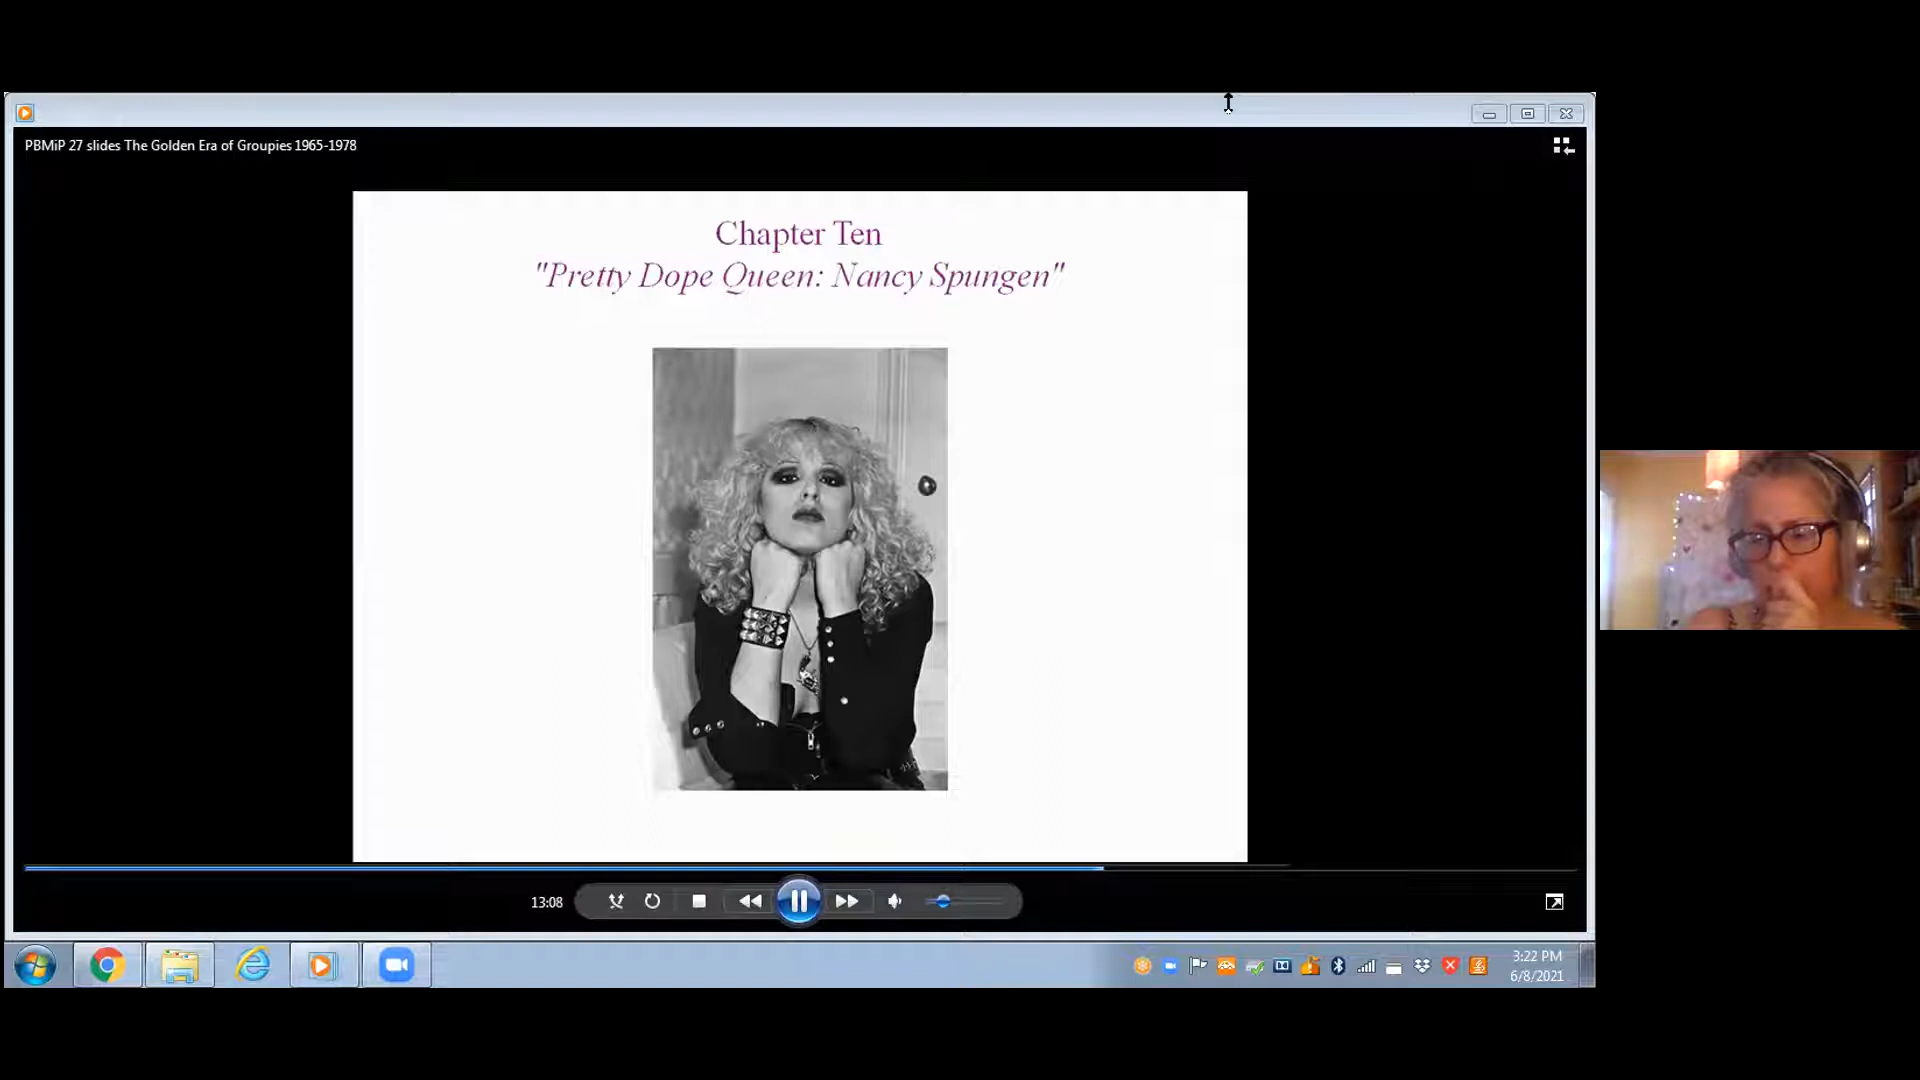 PBMiP 27 slides The Golden Era of Groupies 1965-1978
Chapter Ten
"Pretty Dope Queen: Nancy Spungen"
13:08
3:22 PM
6/8/2021